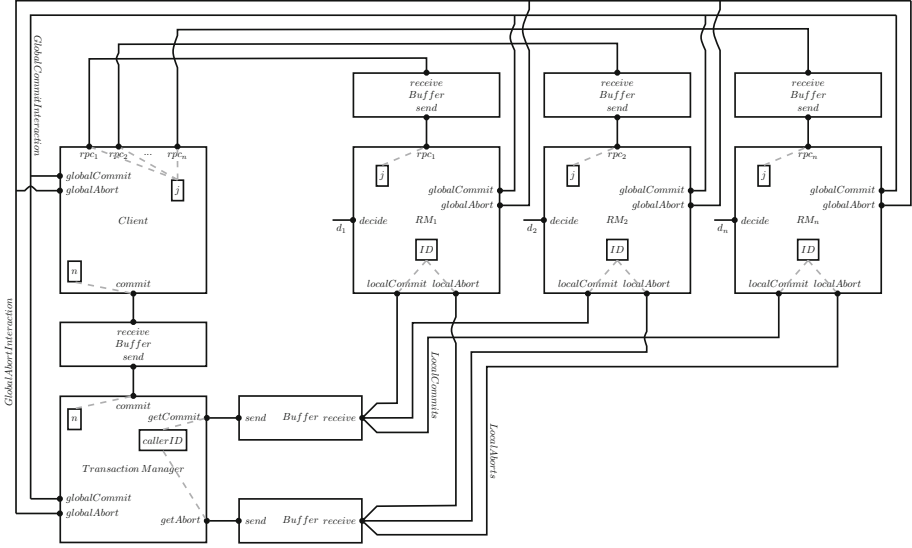 GlobalCommitInteraction
receive
Buffer
send
receive
Buffer
send
receive
Buffer
send
rpc1 rpc2 ... rpcn
globalCommit
globalAbort
j
Client
n
commit
rpc1
j
globalCommit
globalAbort
decide
d1
RM1
ID
localCommit localAbort
rpc2
j
globalCommit
globalAbort
decide
d2
RM2
ID
localCommit localAbort
rpcn
j
globalCommit
globalAbort
decide
dn
RMn
ID
localCommit localAbort
GlobalAbortInteraction
receive
Buffer
send
LocalCommits
commit
n
getCommit
callerID
Transaction Manager
globalCommit
globalAbort
getAbort
send Buffer receive
LocalAborts
send Buffer receive